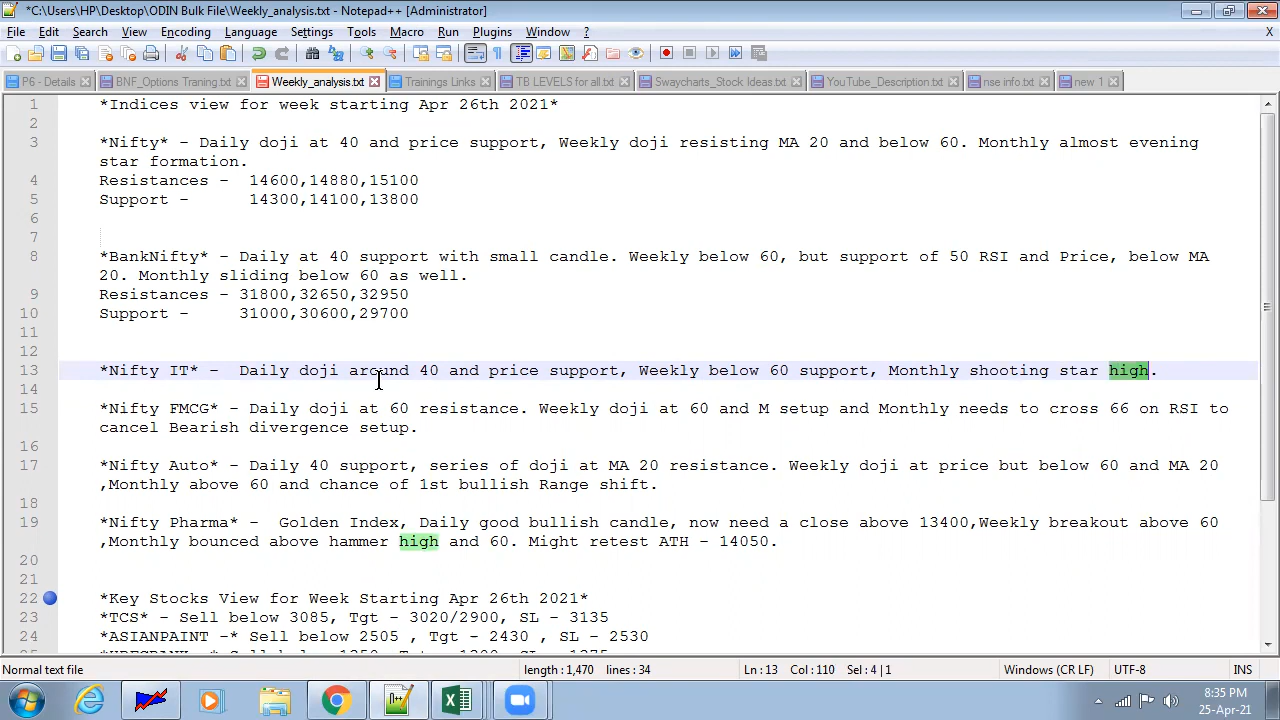 *C:\Users\HP\Desktop\ODIN Bulk File\Weekly_analysis.txt - Notepad++ [Administrator]
File Edit Search View Encoding Language Settings Tools Macro Run Plugins Window ? X
P6 - Details BNF_Options Traning.txt Weekly_analysis.txt Trainings Links TB LEVELS for all.txt Swaycharts_Stock Ideas.txt YouTube_Description.txt nse info.txt new 1
1 *Indices view for week starting Apr 26th 2021*
2
3 *Nifty* - Daily doji at 40 and price support, Weekly doji resisting MA 20 and below 60. Monthly almost evening
star formation.
4 Resistances - 14600,14880,15100
5 Support - 14300,14100,13800
6
7
8 *BankNifty* - Daily at 40 support with small candle. Weekly below 60, but support of 50 RSI and Price, below MA
20. Monthly sliding below 60 as well.
9 Resistances - 31800,32650,32950
10 Support - 31000,30600,29700
11
12
13 *Nifty IT* - Daily doji around 40 and price support, Weekly below 60 support, Monthly shooting star high.
14
15 *Nifty FMCG* - Daily doji at 60 resistance. Weekly doji at 60 and M setup and Monthly needs to cross 66 on RSI to
cancel Bearish divergence setup.
16
17 *Nifty Auto* - Daily 40 support, series of doji at MA 20 resistance. Weekly doji at price but below 60 and MA 20
,Monthly above 60 and chance of 1st bullish Range shift.
18
19 *Nifty Pharma* - Golden Index, Daily good bullish candle, now need a close above 13400,Weekly breakout above 60
,Monthly bounced above hammer high and 60. Might retest ATH - 14050.
20
21
22 *Key Stocks View for Week Starting Apr 26th 2021*
23 *TCS* - Sell below 3085, Tgt - 3020/2900, SL - 3135
24 *ASIANPAINT -* Sell below 2505 , Tgt - 2430 , SL - 2530
Normal text file length : 1,470 lines : 34 Ln : 13 Col : 110 Sel : 4 | 1 Windows (CR LF) UTF-8 INS
8:35 PM
25-Apr-21